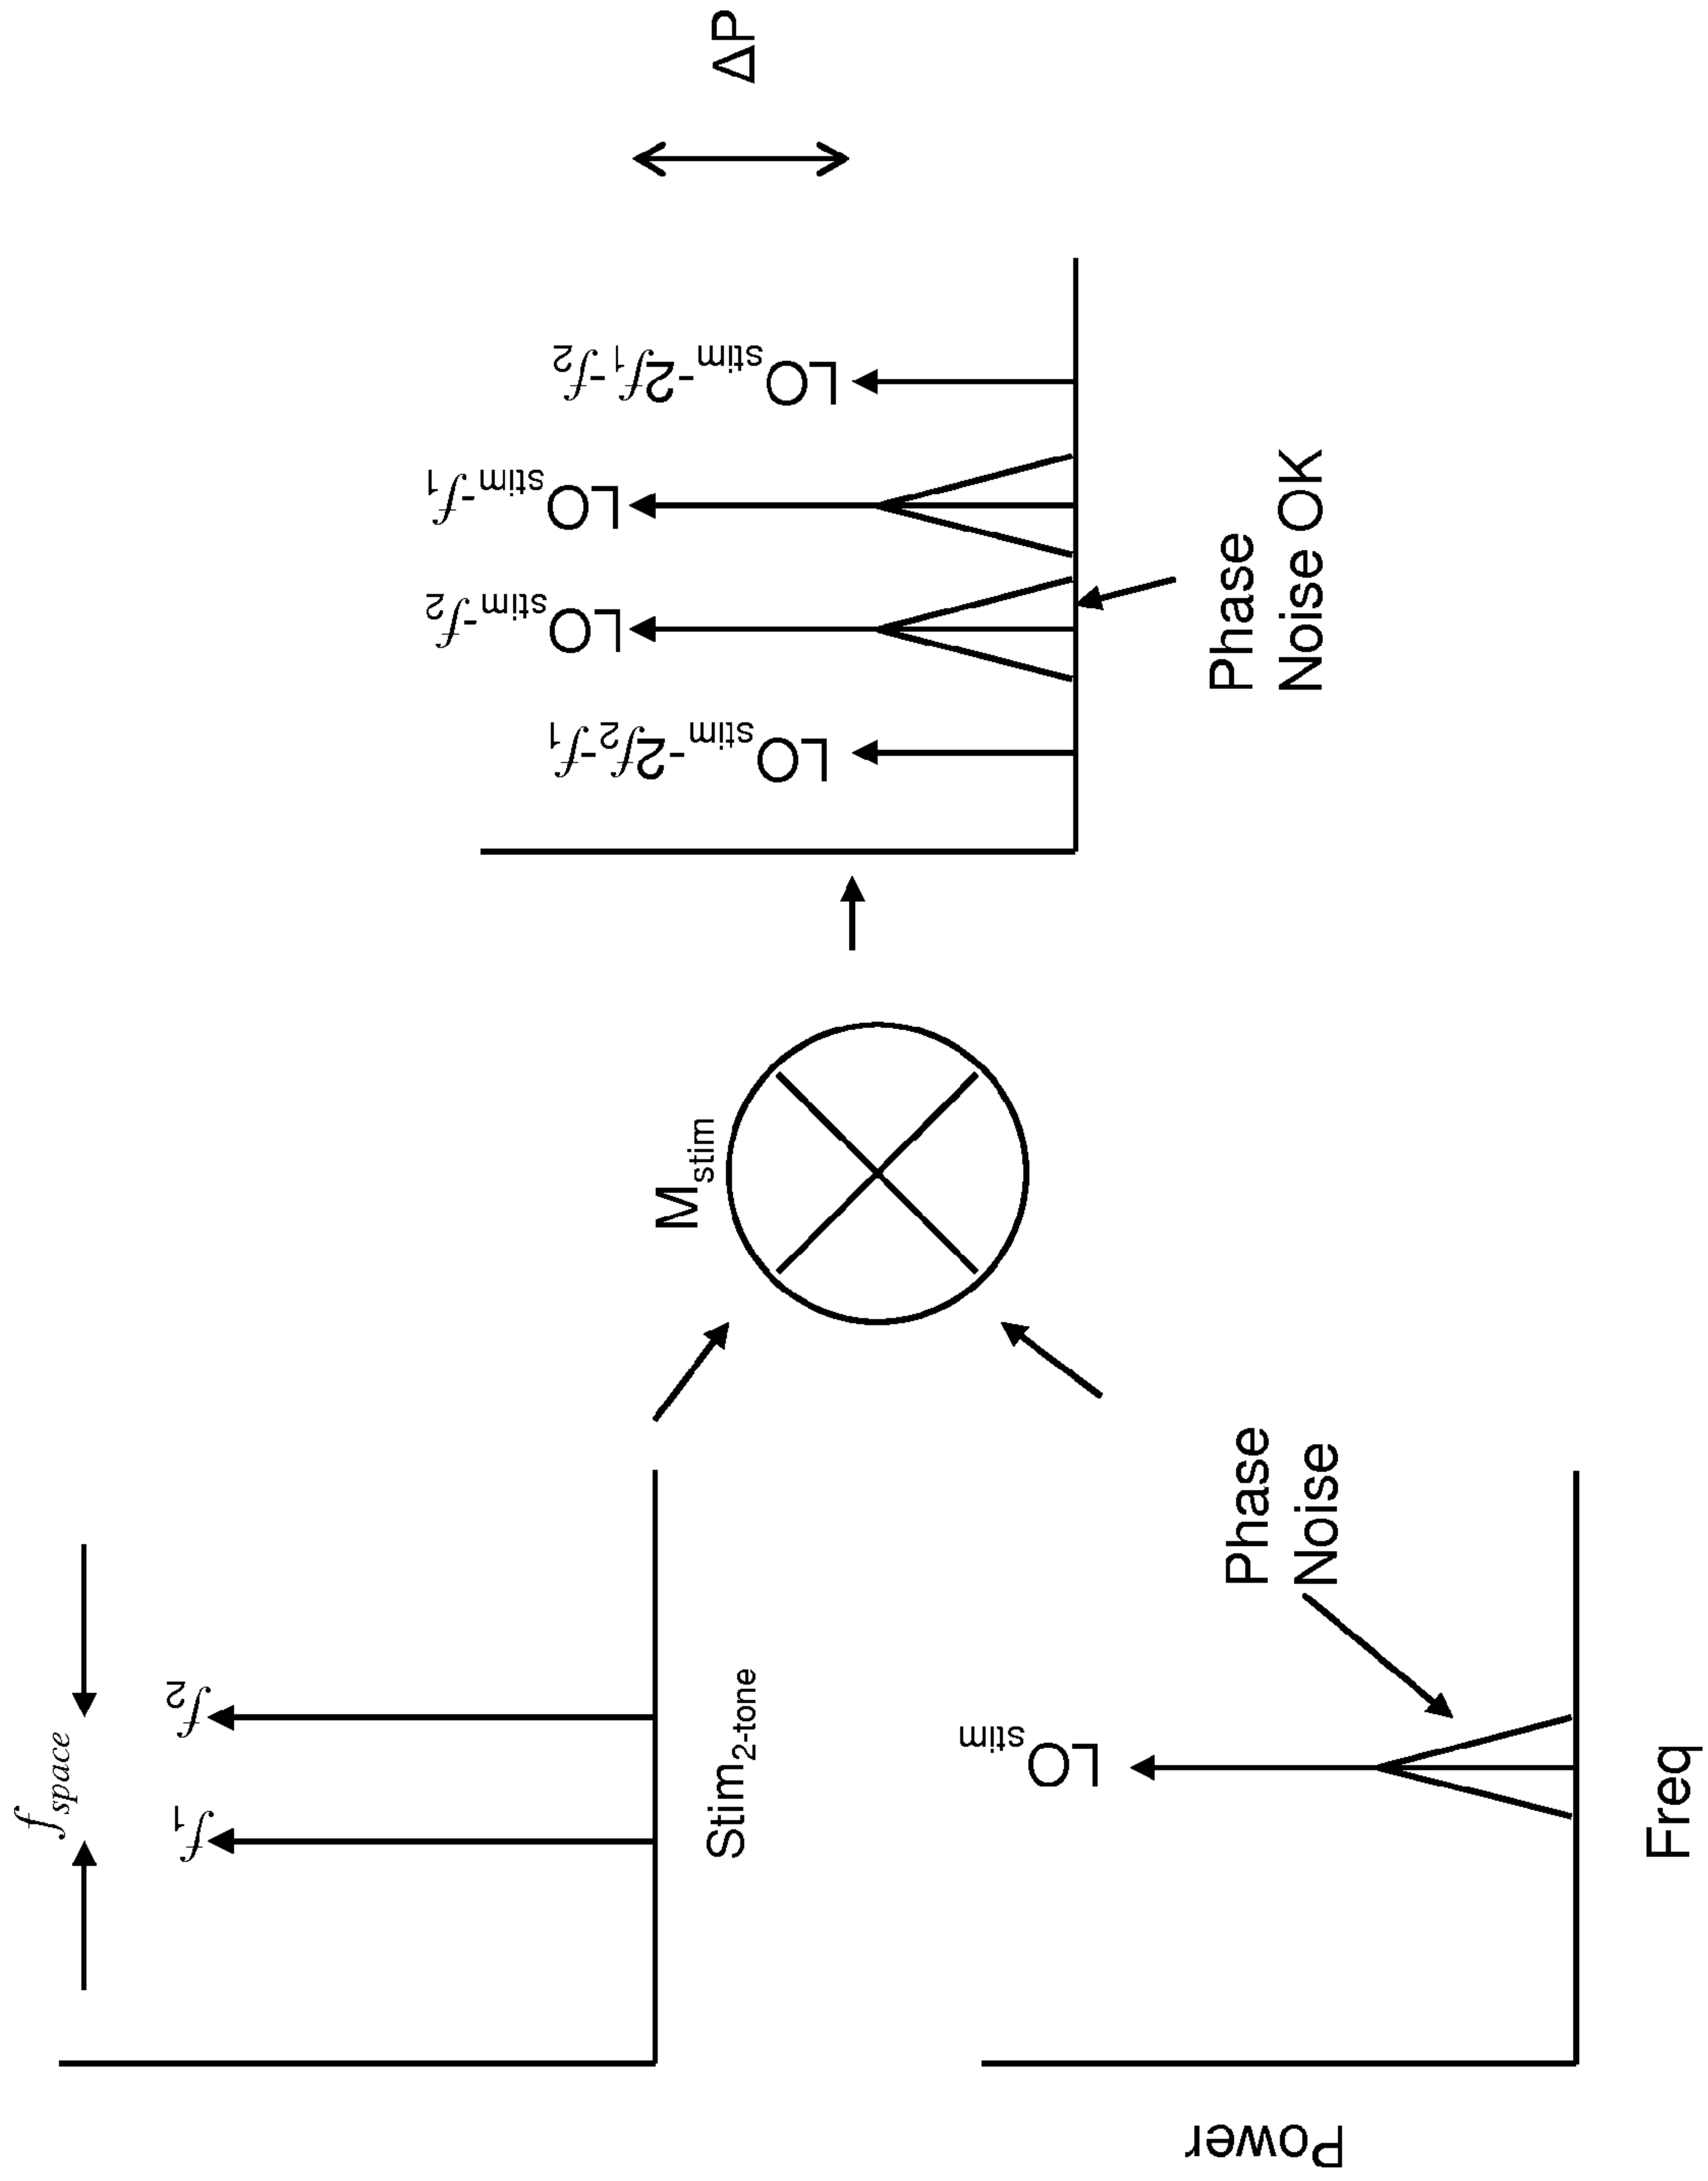 f space
f1
f2
Stim2-tone
Power
LOstim
Phase
Noise
Freq
Mstim
LOstim-2f2-f1
LOstim-f2
LOstim-f1
LOstim-2f1-f2
Phase
Noise OK
ΔP